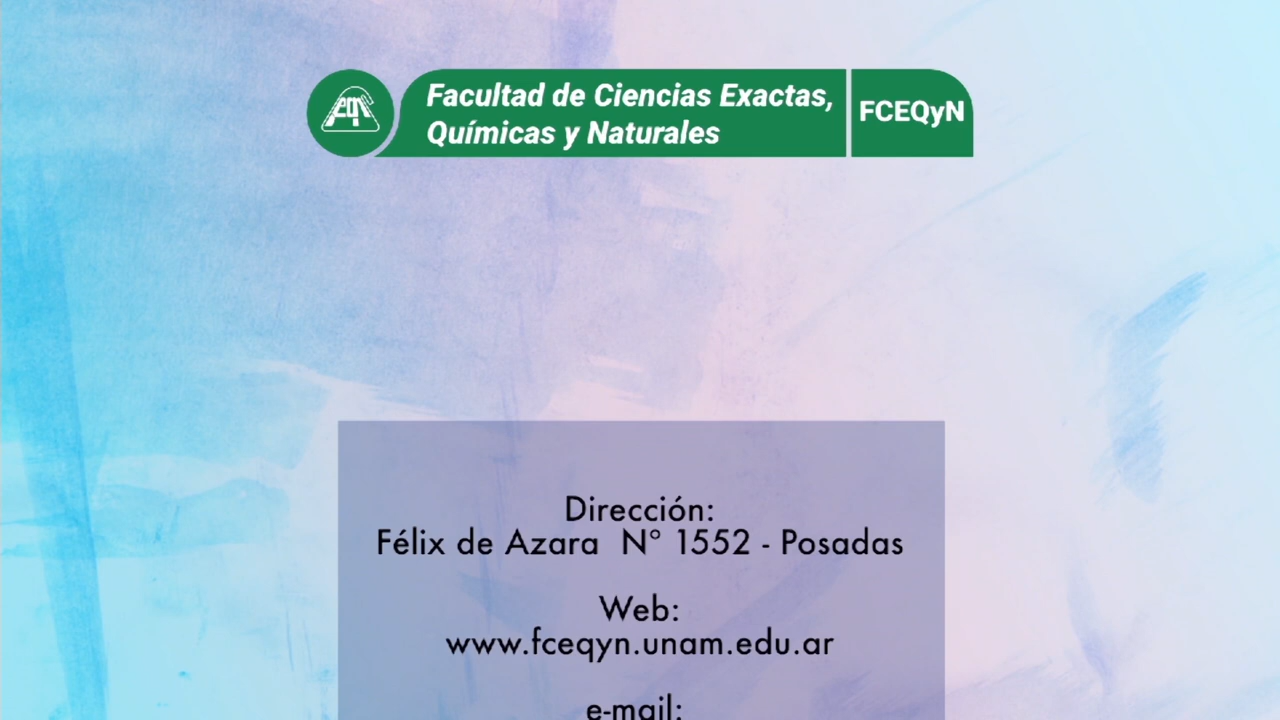 Facultad de Ciencias Exactas,
Químicas y Naturales
FCEQyN
Dirección:
Félix de Azara  N° 1552 - Posadas
Web:
www.fceqyn.unam.edu.ar
e-mail: